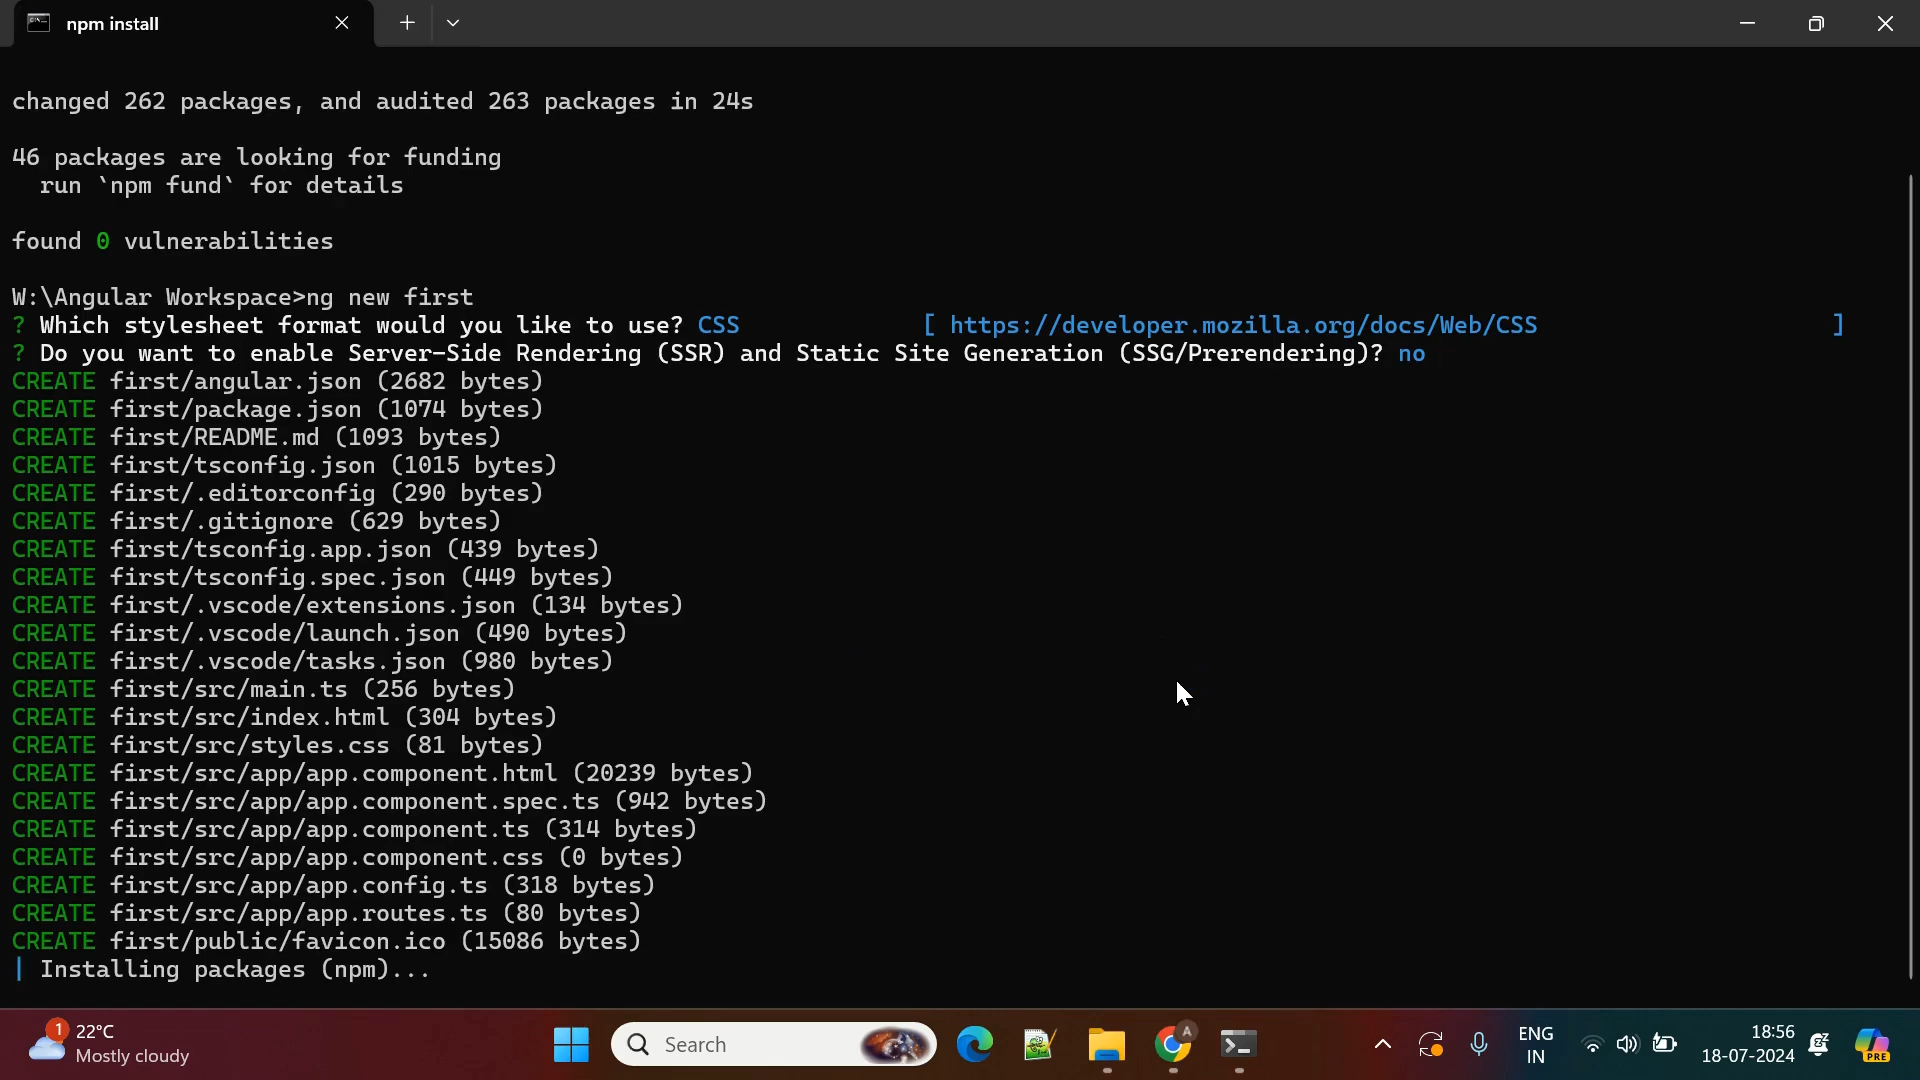 npm install
changed 262 packages, and audited 263 packages in 24s
46 packages are looking for funding
run `npm fund` for details
found 0 vulnerabilities
W:\Angular Workspace>ng new first
? Which stylesheet format would you like to use? CSS [ https://developer.mozilla.org/docs/Web/CSS ]
? Do you want to enable Server-Side Rendering (SSR) and Static Site Generation (SSG/Prerendering)? no
CREATE first/angular.json (2682 bytes)
CREATE first/package.json (1074 bytes)
CREATE first/README.md (1093 bytes)
CREATE first/tsconfig.json (1015 bytes)
CREATE first/.editorconfig (290 bytes)
CREATE first/.gitignore (629 bytes)
CREATE first/tsconfig.app.json (439 bytes)
CREATE first/tsconfig.spec.json (449 bytes)
CREATE first/.vscode/extensions.json (134 bytes)
CREATE first/.vscode/launch.json (490 bytes)
CREATE first/.vscode/tasks.json (980 bytes)
CREATE first/src/main.ts (256 bytes)
CREATE first/src/index.html (304 bytes)
CREATE first/src/styles.css (81 bytes)
CREATE first/src/app/app.component.html (20239 bytes)
CREATE first/src/app/app.component.spec.ts (942 bytes)
CREATE first/src/app/app.component.ts (314 bytes)
CREATE first/src/app/app.component.css (0 bytes)
CREATE first/src/app/app.config.ts (318 bytes)
CREATE first/src/app/app.routes.ts (80 bytes)
CREATE first/public/favicon.ico (15086 bytes)
| Installing packages (npm)...
1
22°C
Mostly cloudy
Search
A
ENG
IN
18:56
18-07-2024
PRE